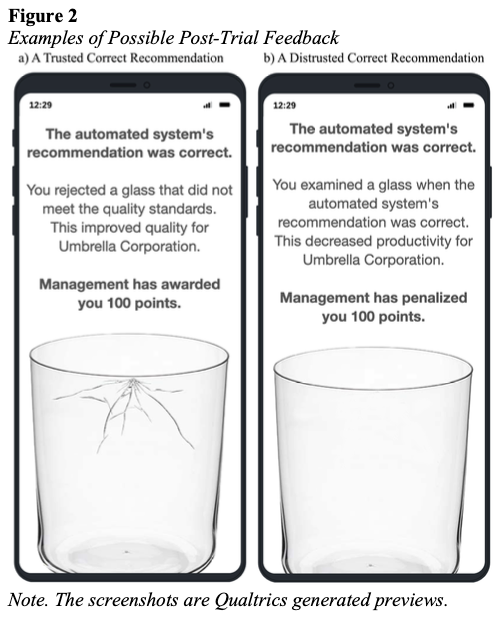 Figure 2
Examples of Possible Post-Trial Feedback
a) A Trusted Correct Recommendation
b) A Distrusted Correct Recommendation
12:29
The automated system's
recommendation was correct.
You rejected a glass that did not
meet the quality standards.
This improved quality for
Umbrella Corporation.
Management has awarded
you 100 points.
12:29
The automated system's
recommendation was correct.
You examined a glass when the
automated system's
recommendation was correct.
This decreased productivity for
Umbrella Corporation.
Management has penalized
you 100 points.
Note. The screenshots are Qualtrics generated previews.